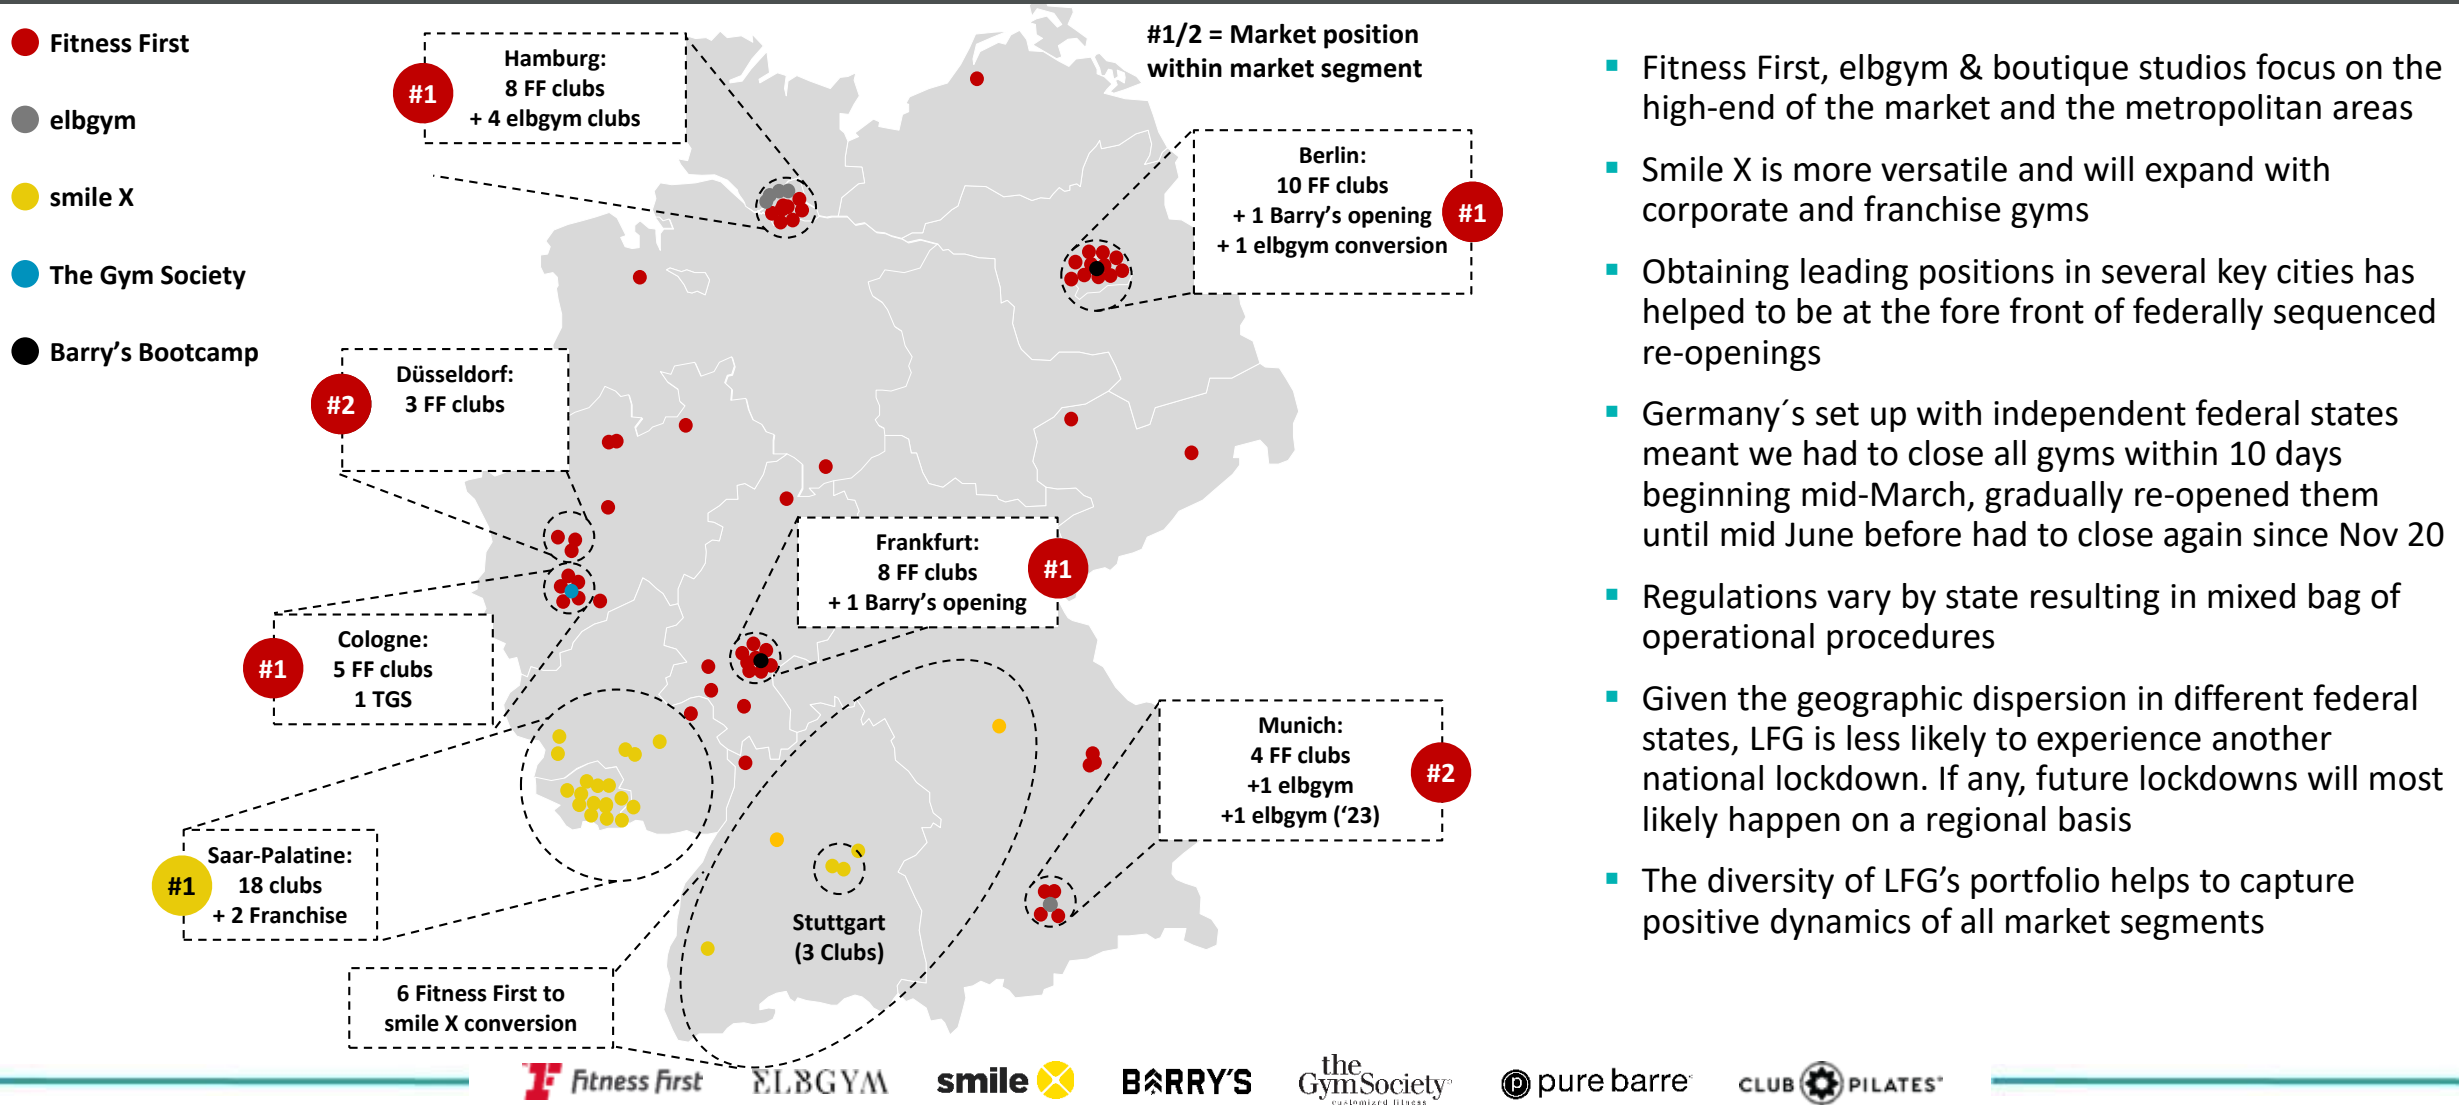 Fitness First
elbgym
smile X
The Gym Society
Barry's Bootcamp
#1/2 = Market position
within market segment
#1
Hamburg:
8 FF clubs
+ 4 elbgym clubs
Berlin:
10 FF clubs
+ 1 Barry's opening
+ 1 elbgym conversion
#1
#2
Düsseldorf:
3 FF clubs
Frankfurt:
8 FF clubs
+ 1 Barry's opening
#1
#1
Cologne:
5 FF clubs
1 TGS
Munich:
4 FF clubs
+1 elbgym
+1 elbgym ('23)
#2
#1
Saar-Palatine:
18 clubs
+ 2 Franchise
Stuttgart
(3 Clubs)
6 Fitness First to
smile X conversion
Fitness First, elbgym & boutique studios focus on the
high-end of the market and the metropolitan areas
Smile X is more versatile and will expand with
corporate and franchise gyms
Obtaining leading positions in several key cities has
helped to be at the fore front of federally sequenced
re-openings
Germany´s set up with independent federal states
meant we had to close all gyms within 10 days
beginning mid-March, gradually re-opened them
until mid June before had to close again since Nov 20
Regulations vary by state resulting in mixed bag of
operational procedures
Given the geographic dispersion in different federal
states, LFG is less likely to experience another
national lockdown. If any, future lockdowns will most
likely happen on a regional basis
The diversity of LFG's portfolio helps to capture
positive dynamics of all market segments
fitness first
ELBGYM
smile
BARRY'S
the
GymSociety
customized fitness
p pure barre
CLUB PILATES